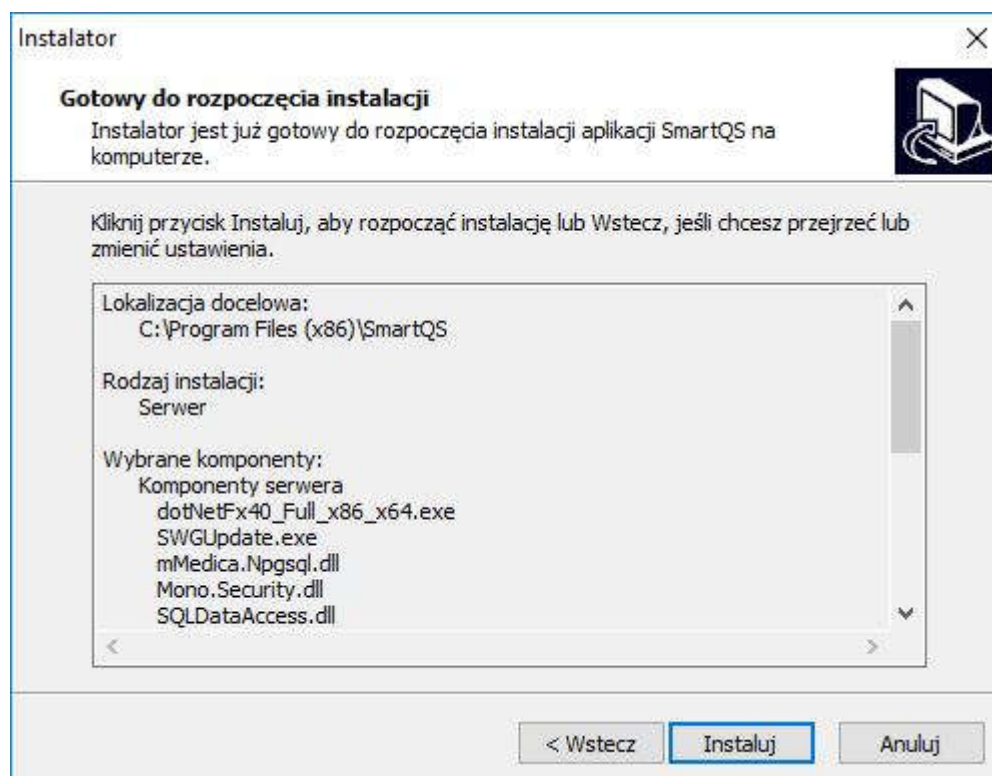 Instalator
Gotowy do rozpoczęcia instalacji
Instalator jest już gotowy do rozpoczęcia instalacji aplikacji SmartQS na
komputerze.
Kliknij przycisk Instaluj, aby rozpocząć instalację lub Wstecz, jeśli chcesz przejrzeć lub
zmienić ustawienia.
Lokalizacja docelowa:
C:\Program Files (x86)\SmartQS
Rodzaj instalacji:
Serwer
Wybrane komponenty:
Komponenty serwera
dotNetFx40_Full_x86_x64.exe
SWGUpdate.exe
mMedica.Npgsql.dll
Mono.Security.dll
SQLDataAccess.dll
< Wstecz Instaluj Anuluj